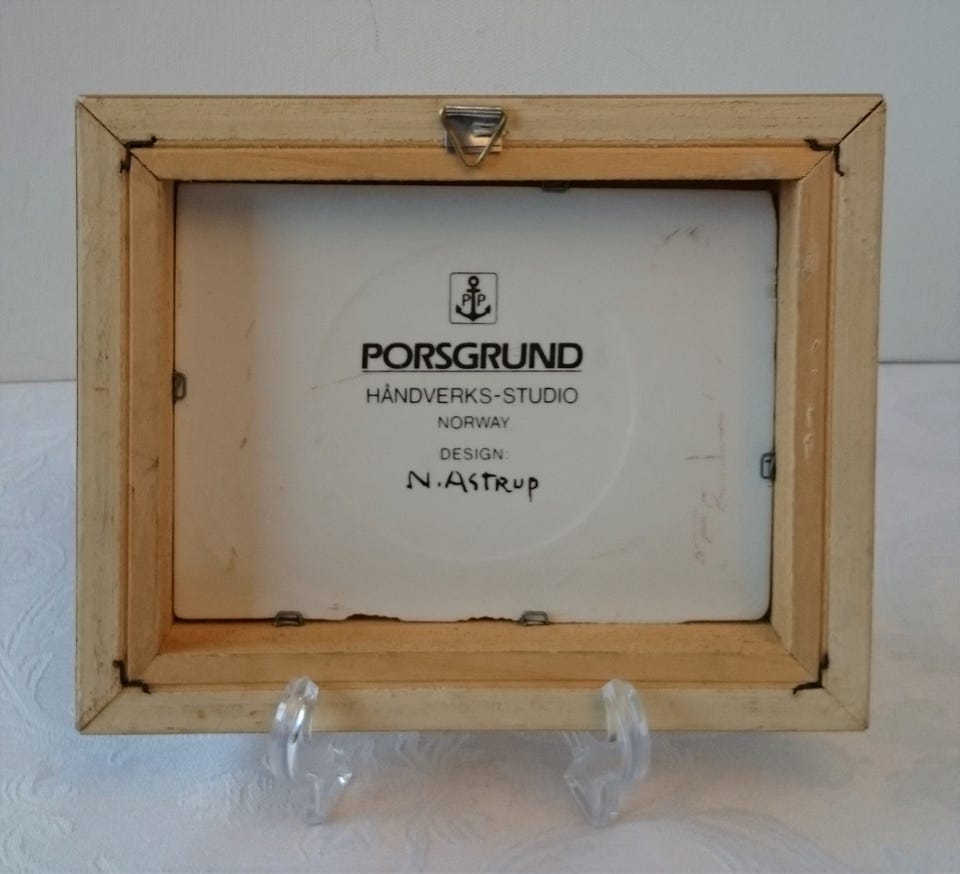 P P
PORSGRUND
HÅNDVERKS-STUDIO
NORWAY
DESIGN:
N. ASTRUP